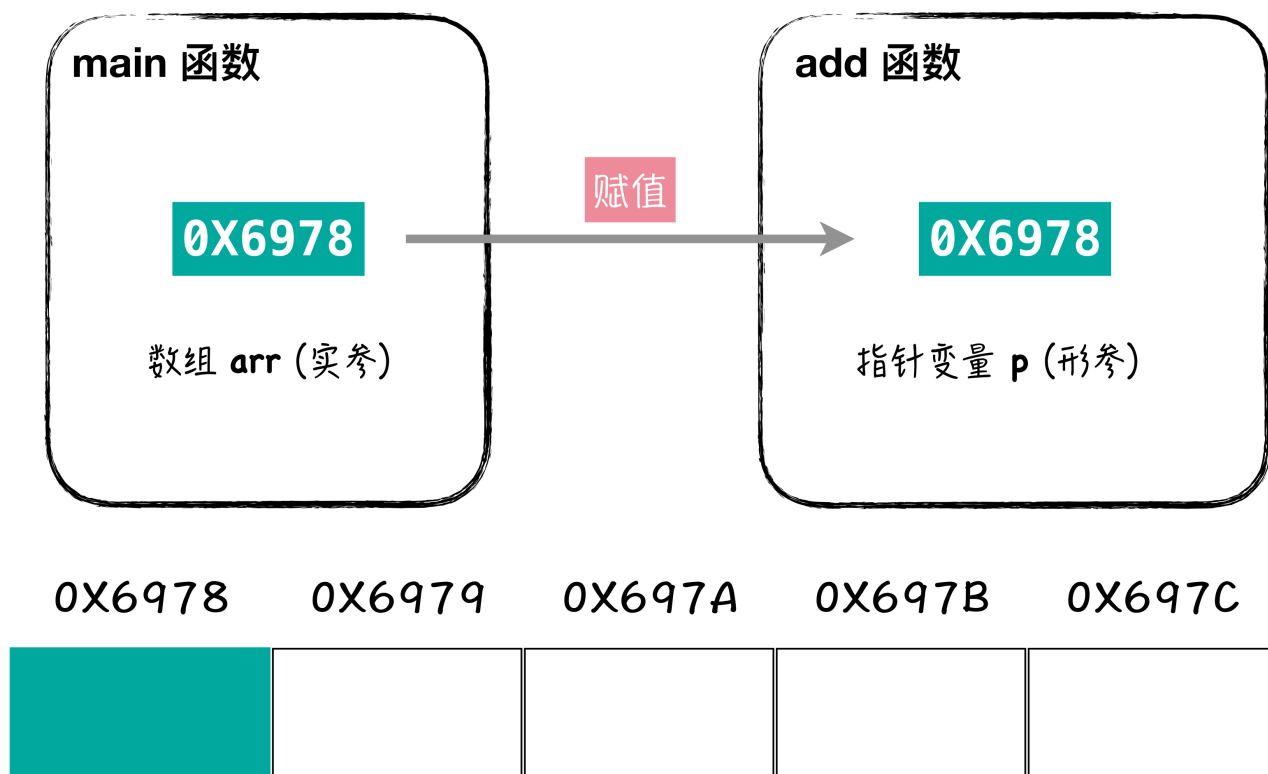 main 函数
add 函数
赋值
0X6978
0X6978
数组 arr (实参)
指针变量 p (形参)
0X6978
0X6979
0X697A
0X697B
0X697C